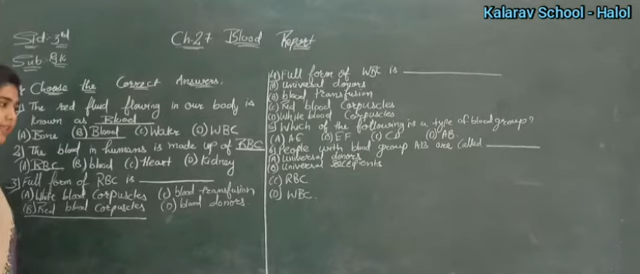 Kalarav School - Halol
Std:- 3rd
Sub:- G.K
Ch.27 Blood Report
Choose the Correct Answers.
The red fluid flowing in our body is
known as Blood
(A) Bone (B) Blood (C) Water (D) WBC
2) The blood in humans is made up of RBC
(A) RBC (B) blood (C) Heart (D) Kidney
3) Full form of RBC is ________
(A) White blood Corpuscles (C) blood transfusion
(B) Red blood Corpuscles (D) blood donors
4) Full form of WBC is ________
(A) Universal donors
(B) blood transfusion
(C) Red blood Corpuscles
(D) White blood Corpuscles
5) Which of the following is a type of blood group?
(A) AC (B) EF (C) CD (D) AB.
6) People with blood group AB are called ________
(A) Universal donors
(B) Universal recipients
(C) RBC
(D) WBC.